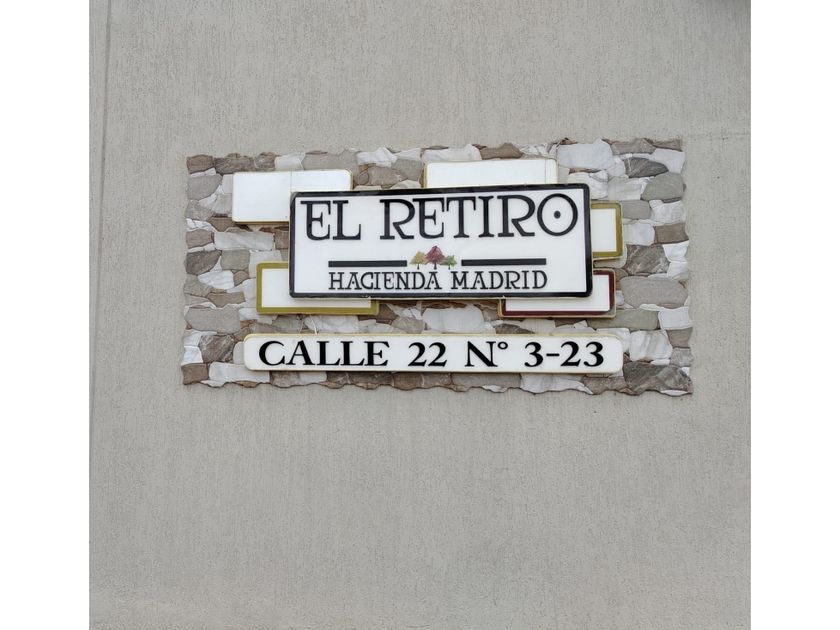 EL RETIRO
HACIENDA MADRID
CALLE 22 N° 3-23